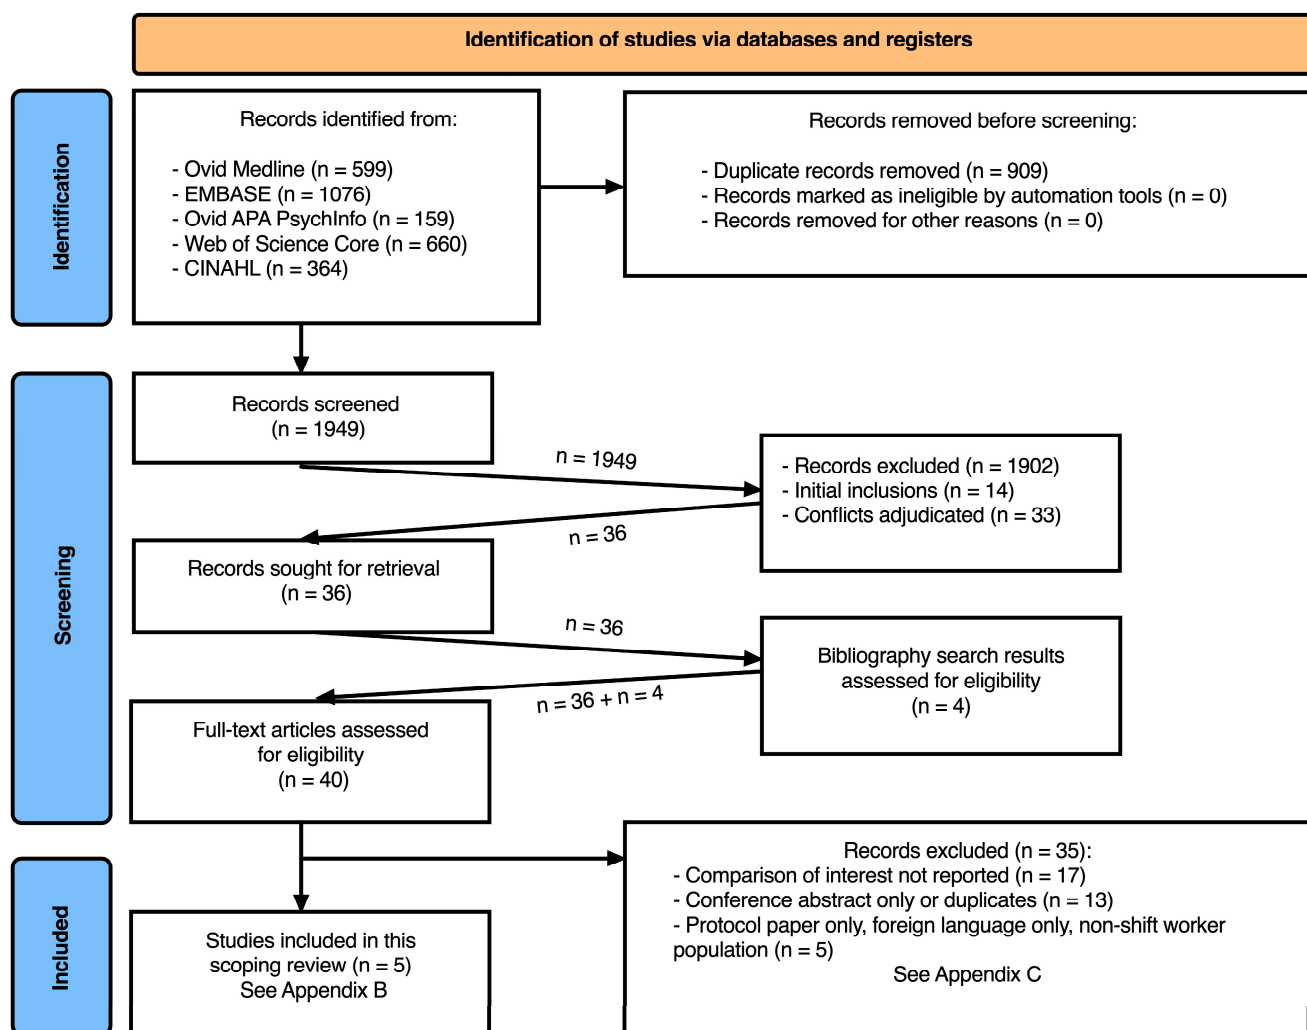 Identification of studies via databases and registers
Identification
Records identified from:
- Ovid Medline (n = 599)
- EMBASE (n = 1076)
- Ovid APA PsychInfo (n = 159)
- Web of Science Core (n = 660)
- CINAHL (n = 364)
Records removed before screening:
- Duplicate records removed (n = 909)
- Records marked as ineligible by automation tools (n = 0)
- Records removed for other reasons (n = 0)
Screening
Records screened
(n = 1949)
n = 1949
- Records excluded (n = 1902)
- Initial inclusions (n = 14)
- Conflicts adjudicated (n = 33)
n = 36
Records sought for retrieval
(n = 36)
n = 36
Bibliography search results
assessed for eligibility
(n = 4)
n = 36 + n = 4
Full-text articles assessed
for eligibility
(n = 40)
Included
Records excluded (n = 35):
- Comparison of interest not reported (n = 17)
- Conference abstract only or duplicates (n = 13)
- Protocol paper only, foreign language only, non-shift worker
population (n = 5)
See Appendix C
Studies included in this
scoping review (n = 5)
See Appendix B